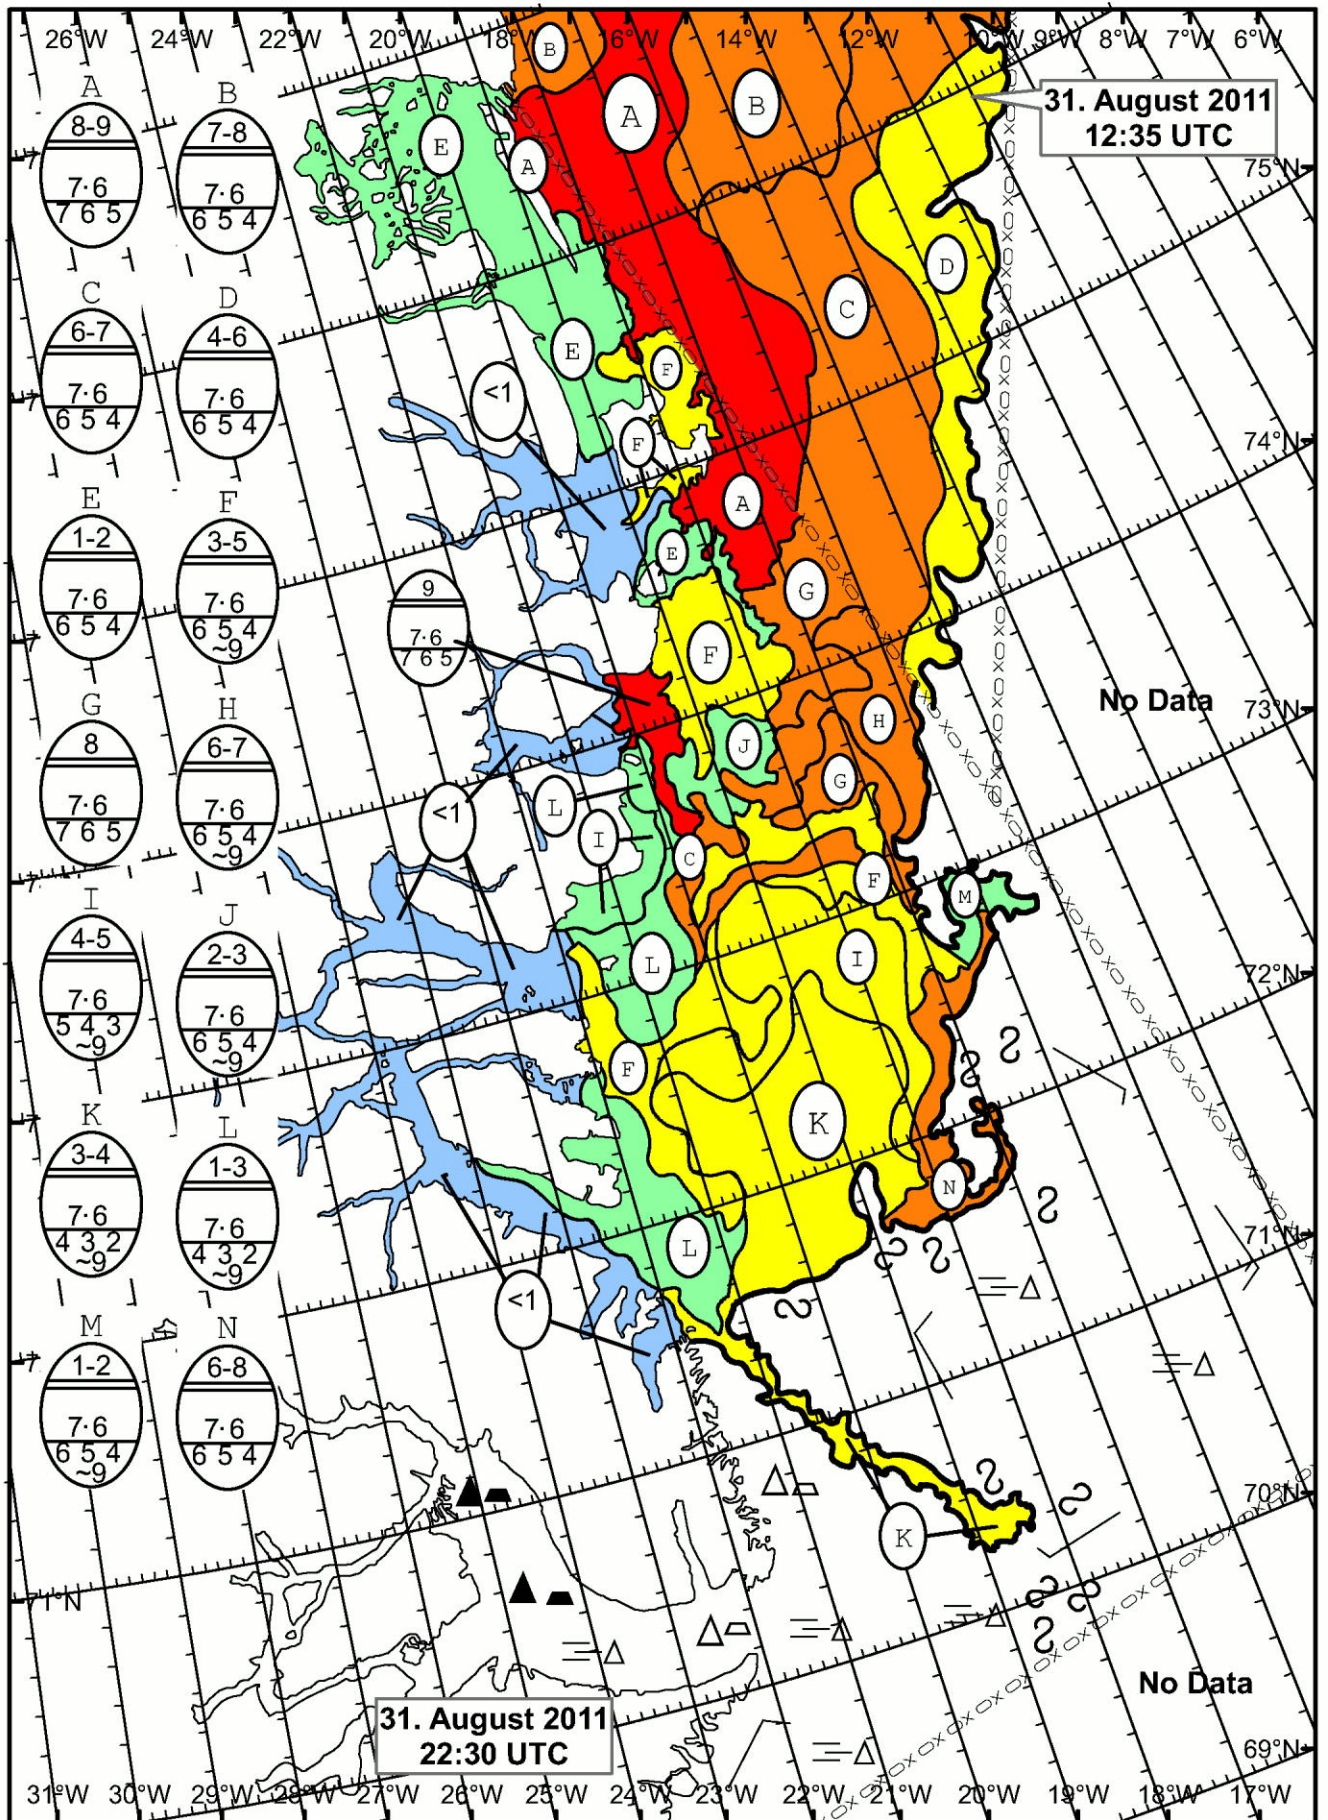 26°W 24°W 22°W 20°W 18°W 16°W 14°W 12°W 10°W 9°W 8°W 7°W 6°W
31. August 2011
12:35 UTC
75°N
74°N
73°N
72°N
71°N
70°N
69°N
No Data
No Data
A
8-9
7·6
7 6 5
B
7-8
7·6
6 5 4
C
6-7
7·6
6 5 4
D
4-6
7·6
6 5 4
E
1-2
7·6
6 5 4
F
3-5
7·6
6 5 4
~9
G
8
7·6
7 6 5
H
6-7
7·6
6 5 4
~9
I
4-5
7·6
5 4 3
~9
J
2-3
7·6
6 5 4
~9
K
3-4
7·6
4 3 2
~9
L
1-3
7·6
4 3 2
~9
M
1-2
7·6
6 5 4
~9
N
6-8
7·6
6 5 4
B
A
B
E
A
D
C
E
F
<1
F
A
E
G
9
7·6
7 6 5
F
H
J
G
L
<1
I
C
F
M
I
L
F
K
N
L
<1
K
71°N
31. August 2011
22:30 UTC
31°W 30°W 29°W 28°W 27°W 26°W 25°W 24°W 23°W 22°W 21°W 20°W 19°W 18°W 17°W